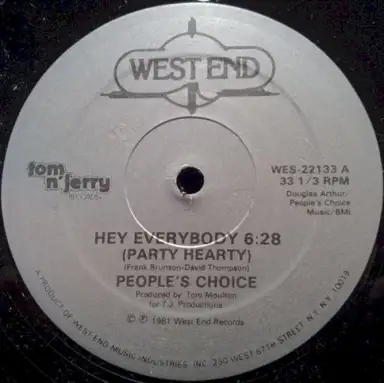 WEST END
tom
n' jerry
RECORDS
WES-22133 A
33 1/3 RPM
Douglas Arthur/
People's Choice
Music/BMI
HEY EVERYBODY 6:28
(PARTY HEARTY)
(Frank Brunson-David Thompson)
PEOPLE'S CHOICE
Produced by Tom Moulton
for T.J. Productions
© ℗ 1981 West End Records
A PRODUCT OF WEST END MUSIC INDUSTRIES, INC. 250 WEST 57TH STREET, N.Y. N.Y. 10019